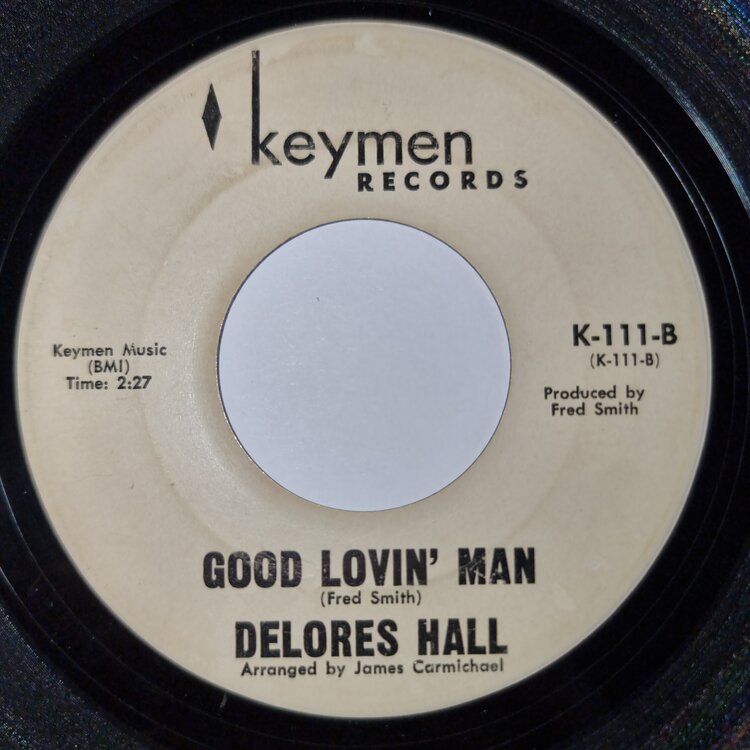 keymen
RECORDS
Keymen Music
(BMI)
Time: 2:27
K-111-B
(K-111-B)
Produced by
Fred Smith
GOOD LOVIN' MAN
(Fred Smith)
DELORES HALL
Arranged by James Carmichael